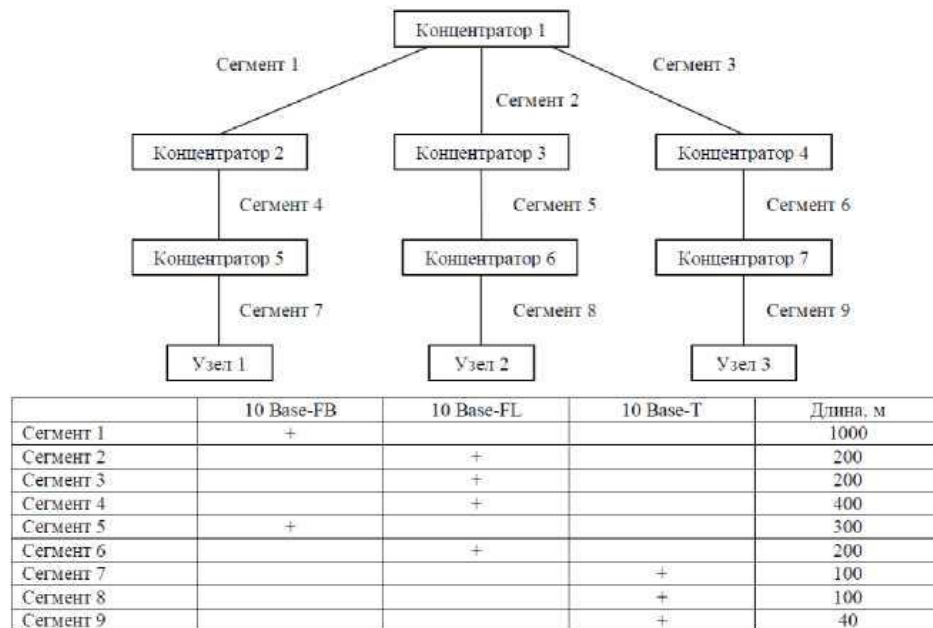 Концентратор 1
Сегмент 1
Сегмент 3
Сегмент 2
Концентратор 2
Концентратор 3
Концентратор 4
Сегмент 4
Сегмент 5
Сегмент 6
Концентратор 5
Концентратор 6
Концентратор 7
Сегмент 7
Сегмент 8
Сегмент 9
Узел 1
Узел 2
Узел 3
10 Base-FB 10 Base-FL 10 Base-T Длина, м
Сегмент 1 + 1000
Сегмент 2 + 200
Сегмент 3 + 200
Сегмент 4 + 400
Сегмент 5 + 300
Сегмент 6 + 200
Сегмент 7 + 100
Сегмент 8 + 100
Сегмент 9 + 40